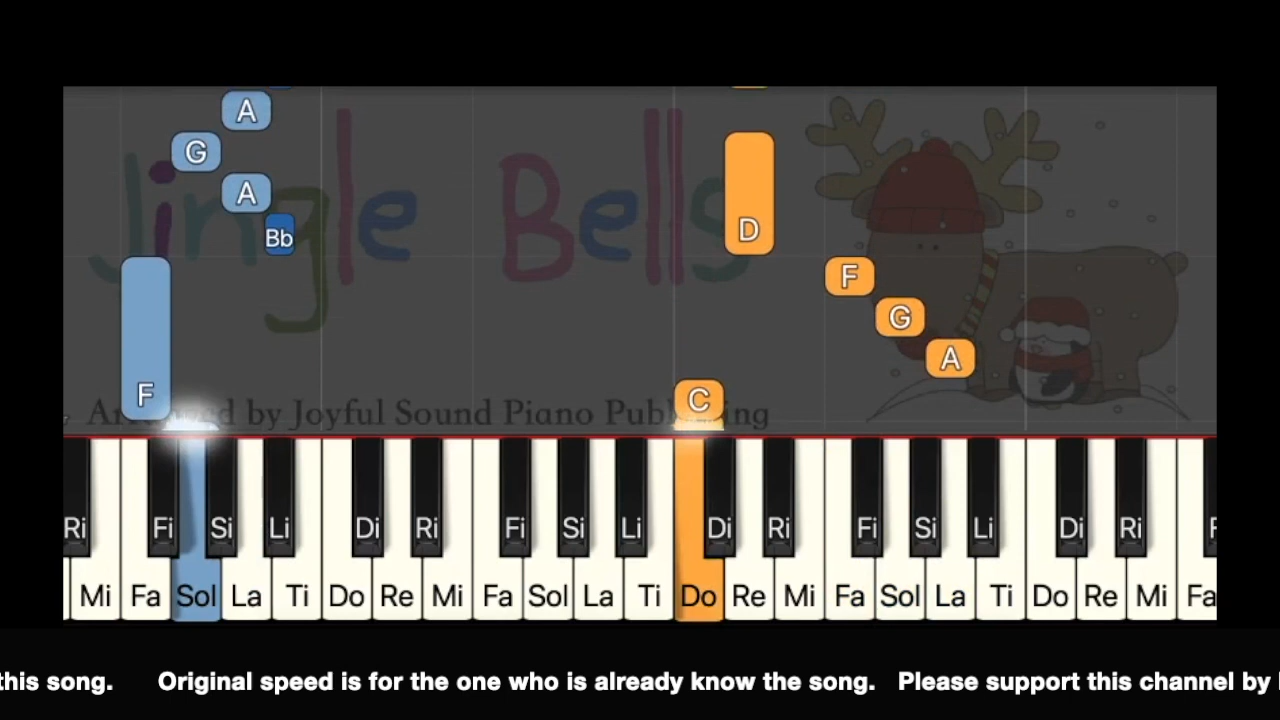 A
G
Jingle Bells
A
D
Bb
F
G
A
F
C
by Joyful Sound Piano
Ri Fi Si Li Di Ri Fi Si Li Di Ri Fi Si Li Di Ri
Mi Fa Sol La Ti Do Re Mi Fa Sol La Ti Do Re Mi Fa Sol La Ti Do Re Mi Fa
this song. Original speed is for the one who is already know the song. Please support this channel by